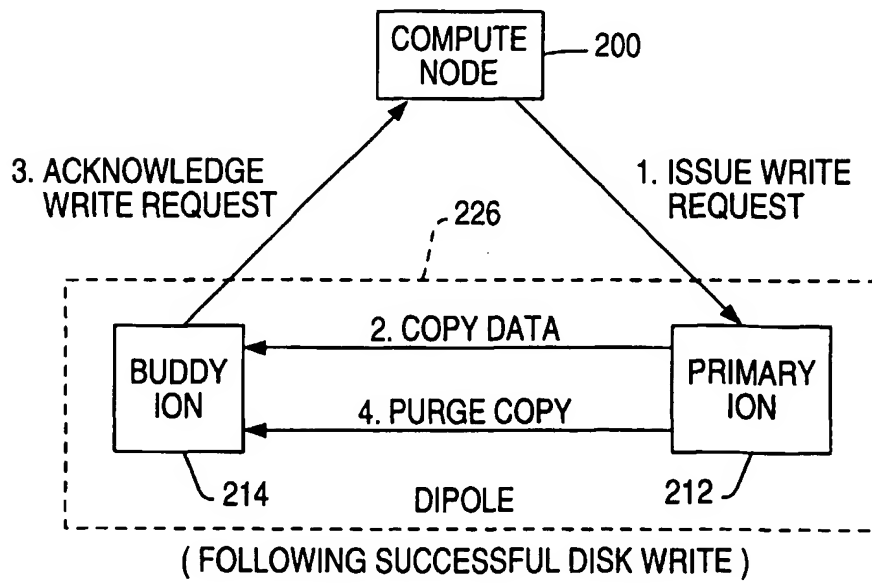 COMPUTE
NODE
200
3. ACKNOWLEDGE
WRITE REQUEST
1. ISSUE WRITE
REQUEST
226
2. COPY DATA
BUDDY
ION
PRIMARY
ION
4. PURGE COPY
214
DIPOLE
212
( FOLLOWING SUCCESSFUL DISK WRITE )